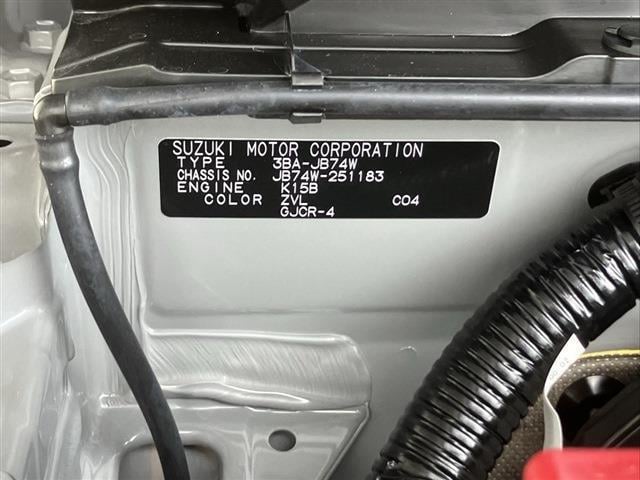 SUZUKI MOTOR CORPORATION
TYPE 3BA-JB74W
CHASSIS NO. JB74W-251183
ENGINE K15B
COLOR ZVL C04
GJCR-4